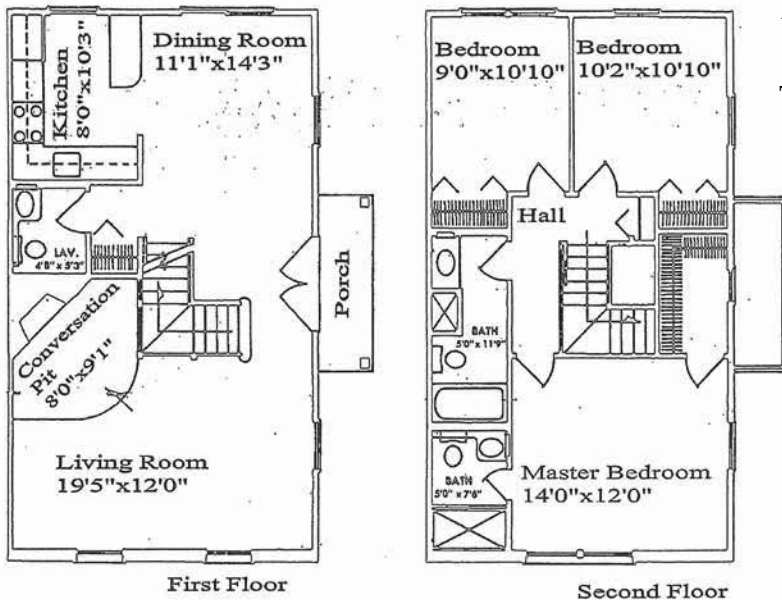 Dining Room
11'1"x14'3"
Kitchen
8'0"x10'3"
LAV.
4'8" x 5'3"
Conversation
Pit
8'0"x9'1"
Porch
Living Room
19'5"x12'0"
First Floor
Bedroom
9'0"x10'10"
Bedroom
10'2"x10'10"
Hall
BATH
5'0" x 11'9"
BATH
5'0" x 7'6"
Master Bedroom
14'0"x12'0"
Second Floor